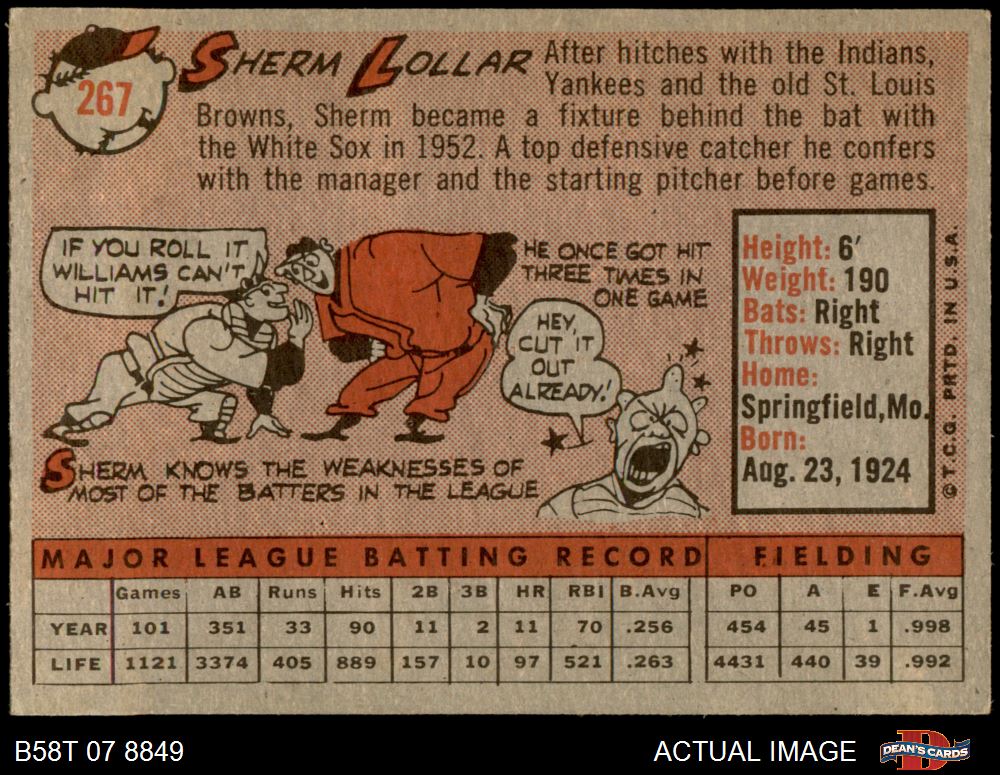 267
SHERM LOLLAR
After hitches with the Indians,
Yankees and the old St. Louis
Browns, Sherm became a fixture behind the bat with
the White Sox in 1952. A top defensive catcher he confers
with the manager and the starting pitcher before games.
IF YOU ROLL IT
WILLIAMS CAN'T
HIT IT!
HE ONCE GOT HIT
THREE TIMES IN
ONE GAME
HEY,
CUT IT
OUT
ALREADY!
SHERM KNOWS THE WEAKNESSES OF
MOST OF THE BATTERS IN THE LEAGUE
Height: 6'
Weight: 190
Bats: Right
Throws: Right
Home:
Springfield, Mo.
Born:
Aug. 23, 1924
© T.C.G. PRTD. IN U.S.A.
MAJOR LEAGUE BATTING RECORD FIELDING
Games AB Runs Hits 2B 3B HR RBI B.Avg PO A E F.Avg
YEAR 101 351 33 90 11 2 11 70 .256 454 45 1 .998
LIFE 1121 3374 405 889 157 10 97 521 .263 4431 440 39 .992
B58T 07 8849 ACTUAL IMAGE DEAN'S CARDS